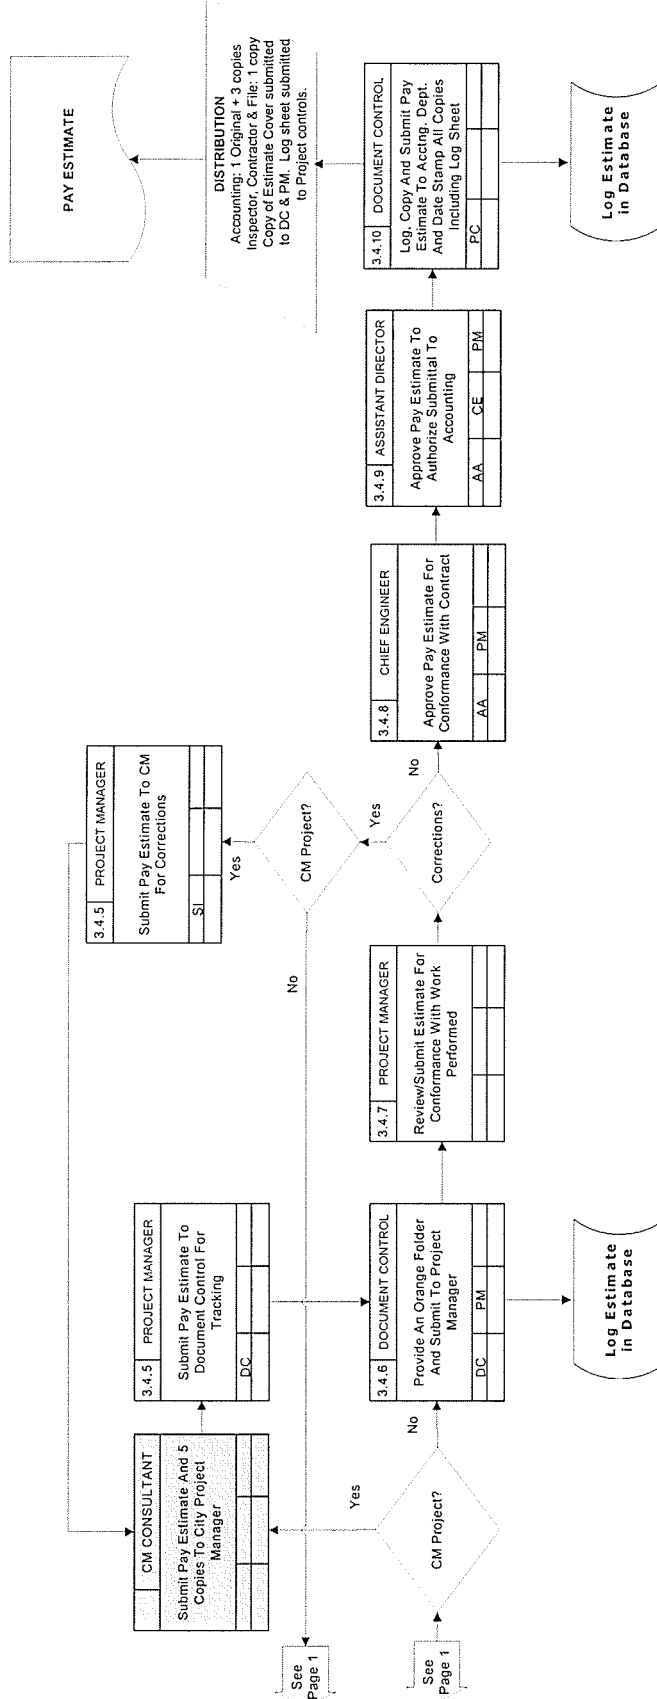 See
Page 1
See
Page 1
CM Project?
Yes
No
CM CONSULTANT
Submit Pay Estimate And 5
Copies To City Project
Manager
3.4.5 PROJECT MANAGER
Submit Pay Estimate To
Document Control For
Tracking
DC
3.4.6 DOCUMENT CONTROL
Provide An Orange Folder
And Submit To Project
Manager
DC PM
Log Estimate
in Database
3.4.7 PROJECT MANAGER
Review/Submit Estimate For
Conformance With Work
Performed
Corrections?
Yes
No
CM Project?
Yes
No
3.4.5 PROJECT MANAGER
Submit Pay Estimate To CM
For Corrections
SI
3.4.8 CHIEF ENGINEER
Approve Pay Estimate For
Conformance With Contract
AA PM
3.4.9 ASSISTANT DIRECTOR
Approve Pay Estimate To
Authorize Submittal To
Accounting
AA CE PM
3.4.10 DOCUMENT CONTROL
Log, Copy And Submit Pay
Estimate To Acctng. Dept.
And Date Stamp All Copies
Including Log Sheet
PC
Log Estimate
in Database
DISTRIBUTION
Accounting: 1 Original + 3 copies
Inspector, Contractor & File: 1 copy
Copy of Estimate Cover submitted
to DC & PM. Log sheet submitted
to Project controls.
PAY ESTIMATE